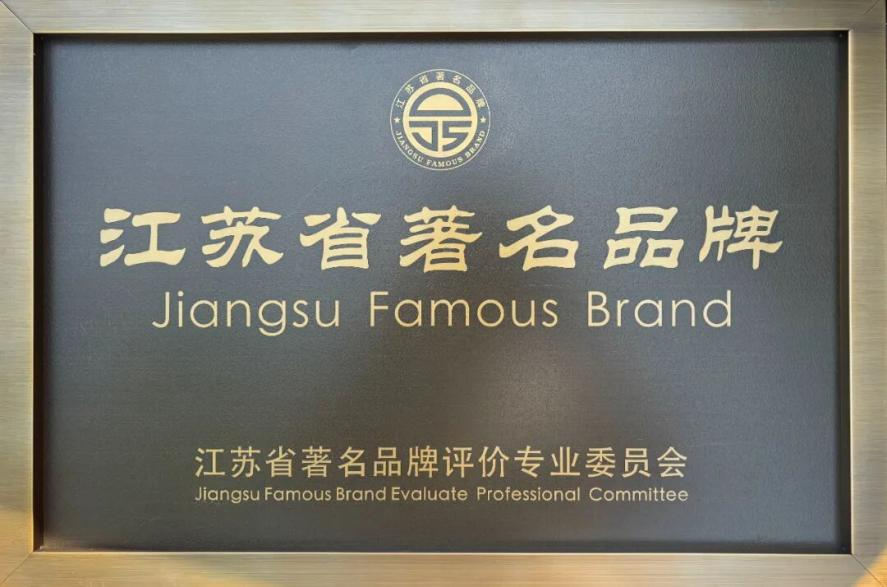 江苏省著名品牌
JIANGSU FAMOUS BRAND
江苏省著名品牌
Jiangsu Famous Brand
江苏省著名品牌评价专业委员会
Jiangsu Famous Brand Evaluate Professional Committee